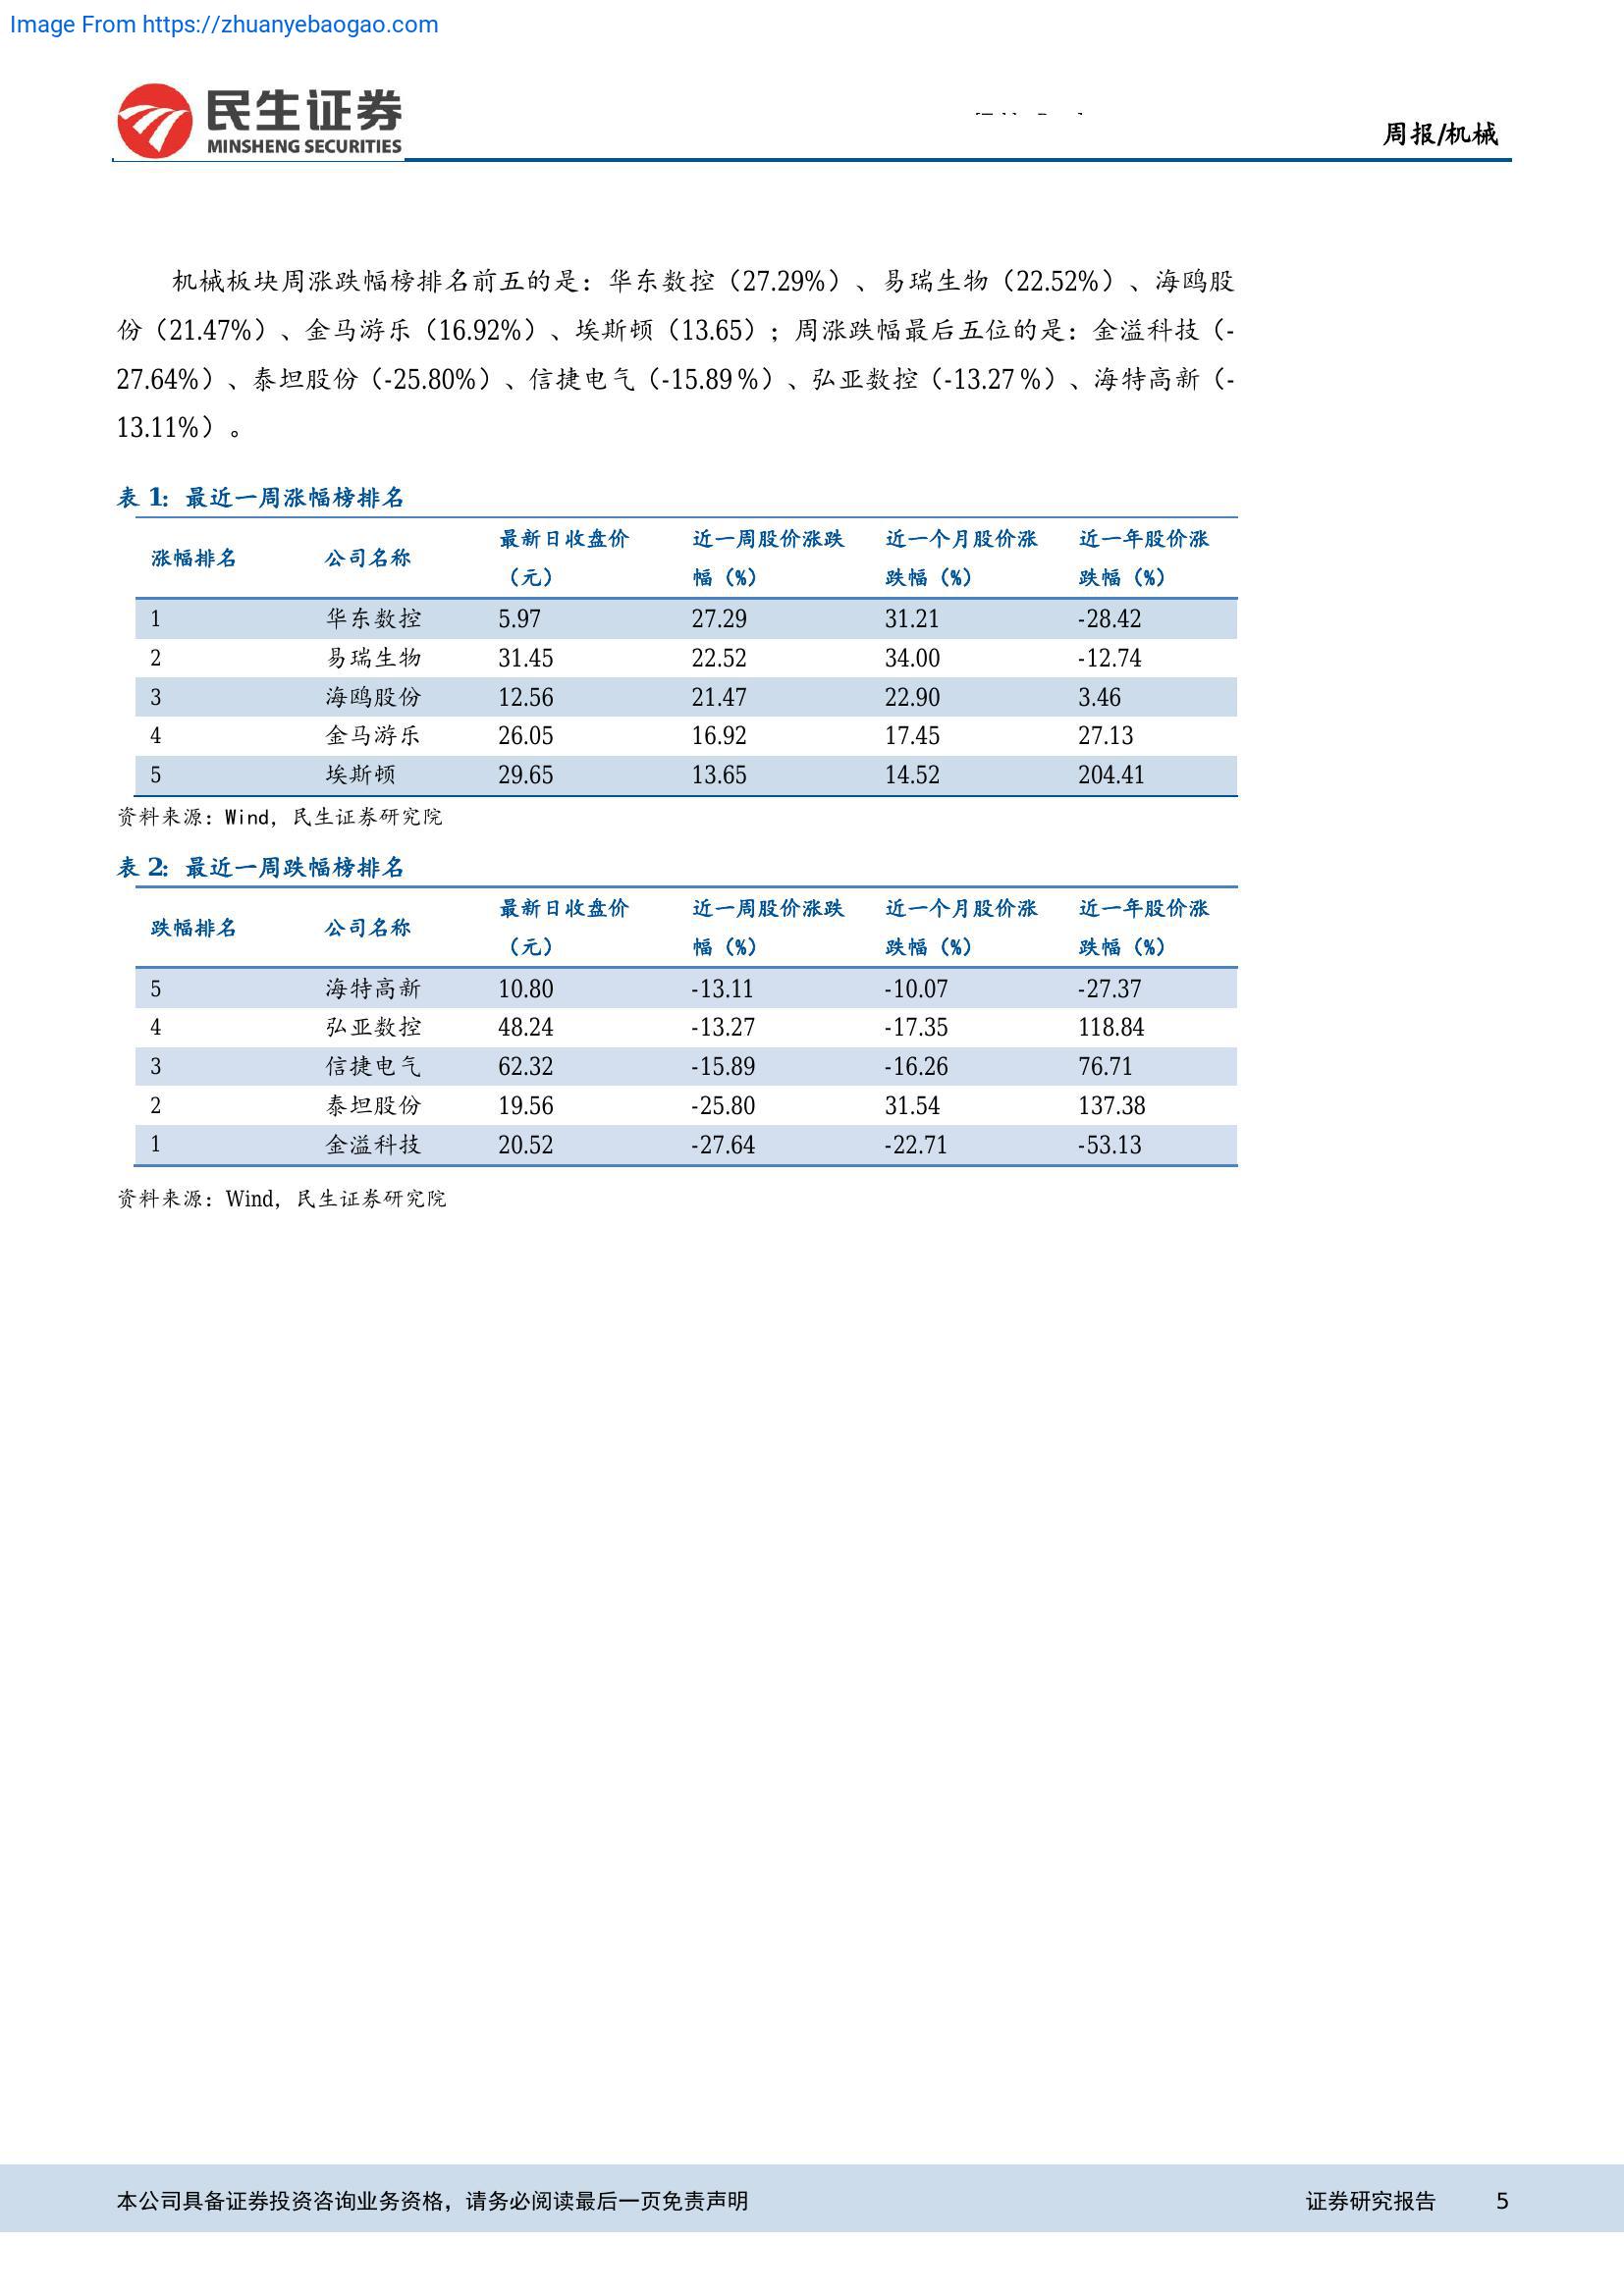 Image From https://zhuanyebaogao.com
民生证券
MINSHENG SECURITIES
周报/机械
机械板块周涨跌幅榜排名前五的是：华东数控（27.29%）、易瑞生物（22.52%）、海鸥股
份（21.47%）、金马游乐（16.92%）、埃斯顿（13.65）；周涨跌幅最后五位的是：金溢科技（-
27.64%）、泰坦股份（-25.80%）、信捷电气（-15.89 %）、弘亚数控（-13.27 %）、海特高新（-
13.11%）。
表 1：最近一周涨幅榜排名
涨幅排名 公司名称 最新日收盘价（元） 近一周股价涨跌幅（%） 近一个月股价涨跌幅（%） 近一年股价涨跌幅（%）
1 华东数控 5.97 27.29 31.21 -28.42
2 易瑞生物 31.45 22.52 34.00 -12.74
3 海鸥股份 12.56 21.47 22.90 3.46
4 金马游乐 26.05 16.92 17.45 27.13
5 埃斯顿 29.65 13.65 14.52 204.41
资料来源：Wind，民生证券研究院
表 2：最近一周跌幅榜排名
跌幅排名 公司名称 最新日收盘价（元） 近一周股价涨跌幅（%） 近一个月股价涨跌幅（%） 近一年股价涨跌幅（%）
5 海特高新 10.80 -13.11 -10.07 -27.37
4 弘亚数控 48.24 -13.27 -17.35 118.84
3 信捷电气 62.32 -15.89 -16.26 76.71
2 泰坦股份 19.56 -25.80 31.54 137.38
1 金溢科技 20.52 -27.64 -22.71 -53.13
资料来源：Wind，民生证券研究院
本公司具备证券投资咨询业务资格，请务必阅读最后一页免责声明 证券研究报告 5